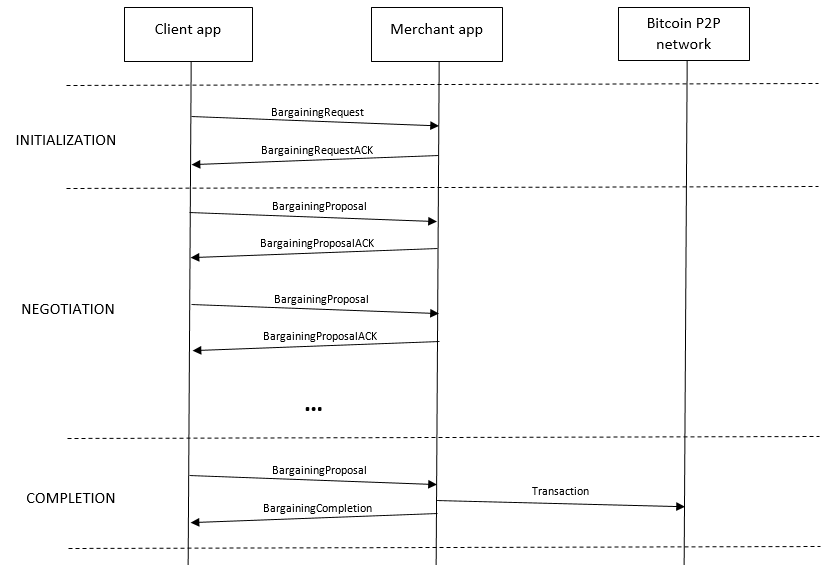 Client app
Merchant app
Bitcoin P2P
network
INITIALIZATION
BargainingRequest
BargainingRequestACK
NEGOTIATION
BargainingProposal
BargainingProposalACK
BargainingProposal
BargainingProposalACK
...
COMPLETION
BargainingProposal
Transaction
BargainingCompletion